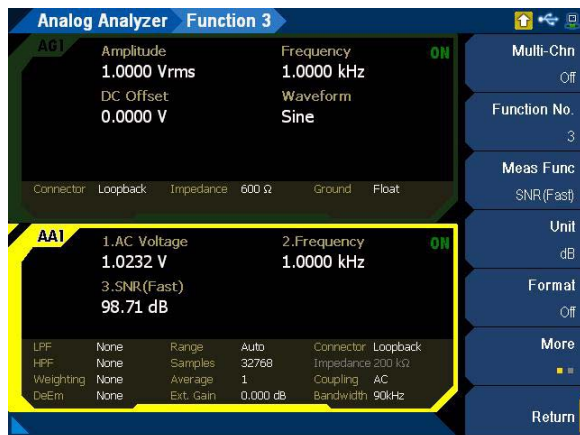 Analog Analyzer Function 3
AG1
Amplitude Frequency ON
1.0000 Vrms 1.0000 kHz
DC Offset Waveform
0.0000 V Sine
Connector Loopback Impedance 600 Ω Ground Float
AA1
1.AC Voltage 2.Frequency ON
1.0232 V 1.0000 kHz
3.SNR(Fast)
98.71 dB
LPF None Range Auto Connector Loopback
HPF None Samples 32768 Impedance 200 kΩ
Weighting None Average 1 Coupling AC
DeEm None Ext. Gain 0.000 dB Bandwidth 90kHz
Multi-Chn
Off
Function No.
3
Meas Func
SNR(Fast)
Unit
dB
Format
Off
More
Return